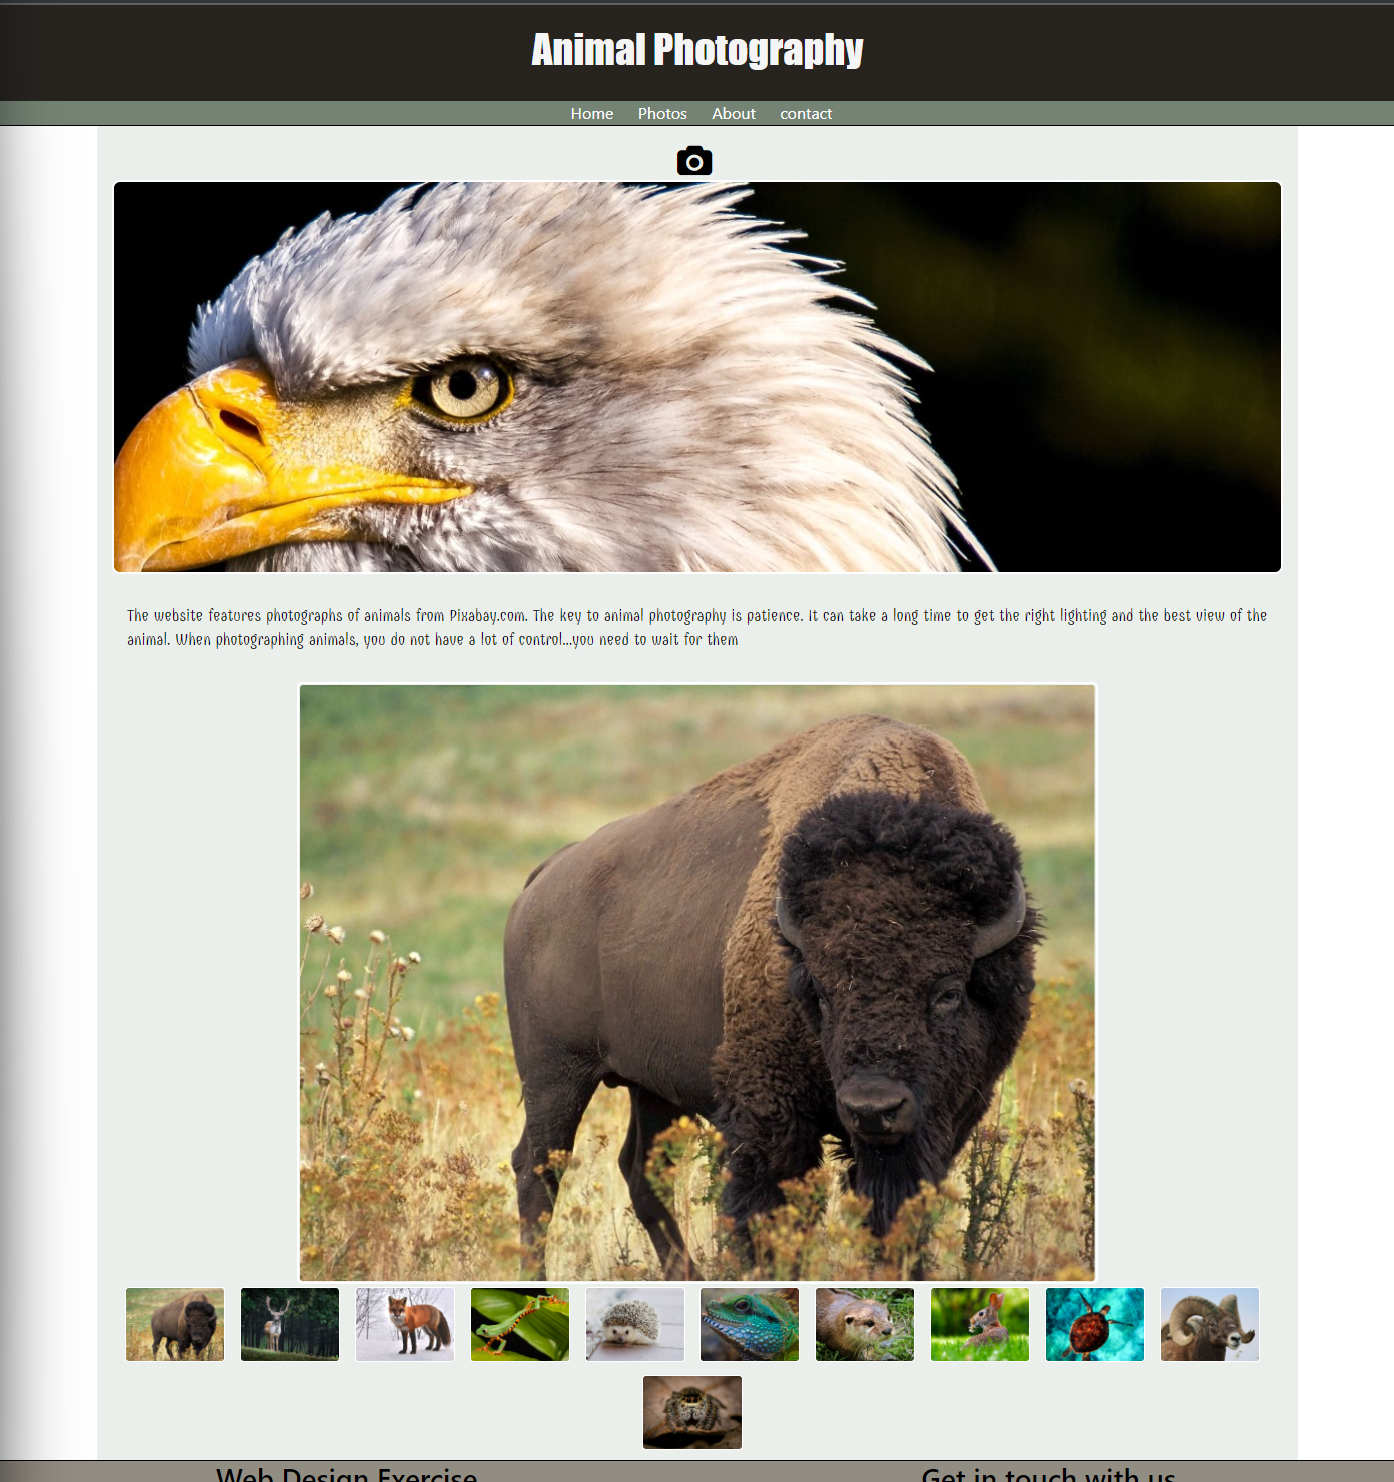 Animal Photography
Home Photos About contact
The website features photographs of animals from Pixabay.com. The key to animal photography is patience. It can take a long time to get the right lighting and the best view of the
animal. When photographing animals, you do not have a lot of control...you need to wait for them
Web Design Exercise
Get in touch with us